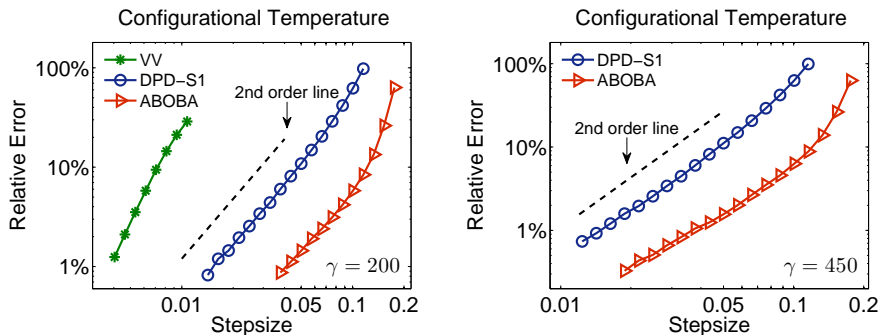 Configurational Temperature
VV
DPD-S1
ABOBA
2nd order line
γ = 200
100%
10%
1%
Relative Error
0.01
0.05
0.1
0.2
Stepsize
Configurational Temperature
DPD-S1
ABOBA
2nd order line
γ = 450
100%
10%
1%
Relative Error
0.01
0.05
0.1
0.2
Stepsize